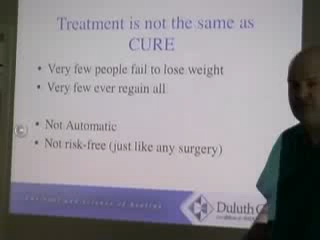 Treatment is not the same as
CURE
• Very few people fail to lose weight
• Very few ever regain all
• Not Automatic
• Not risk-free (just like any surgery)
Duluth C